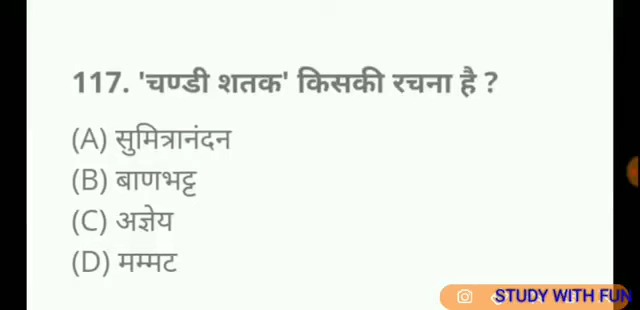 117. 'चण्डी शतक' किसकी रचना है ?
(A) सुमित्रानंदन
(B) बाणभट्ट
(C) अज्ञेय
(D) मम्मट
STUDY WITH FUN